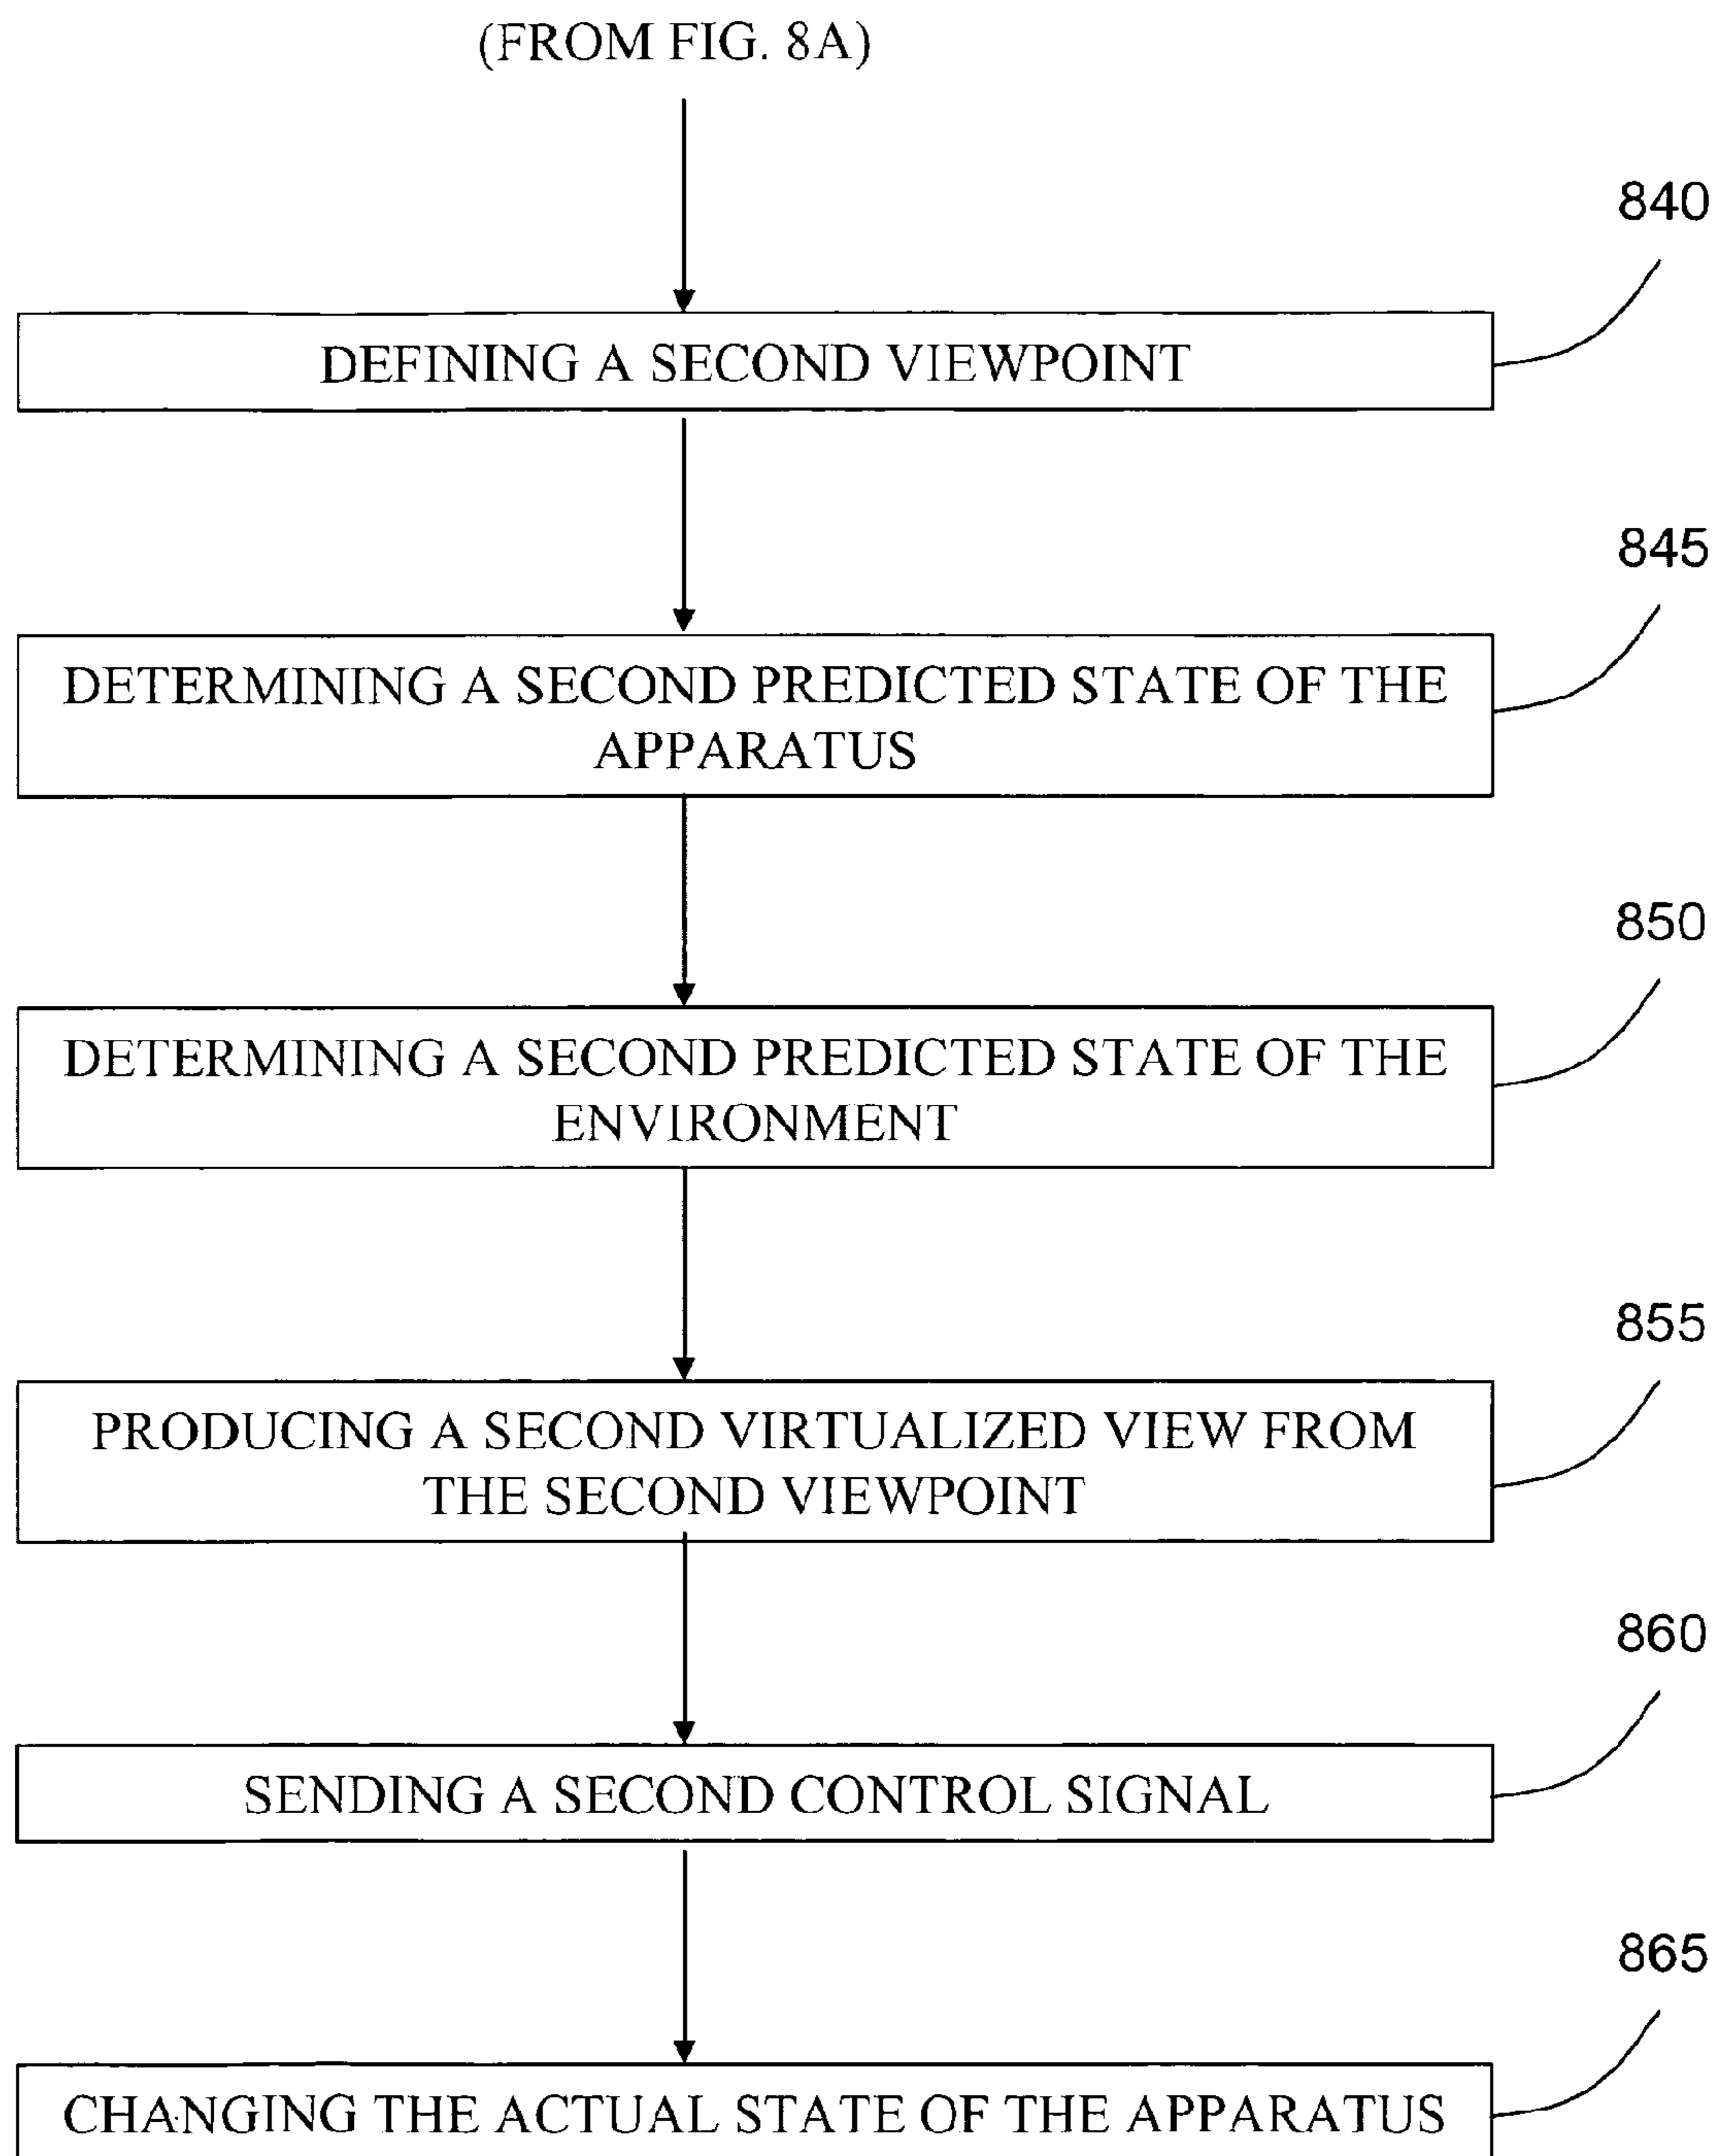 (FROM FIG. 8A)
840
DEFINING A SECOND VIEWPOINT
845
DETERMINING A SECOND PREDICTED STATE OF THE
APPARATUS
850
DETERMINING A SECOND PREDICTED STATE OF THE
ENVIRONMENT
855
PRODUCING A SECOND VIRTUALIZED VIEW FROM
THE SECOND VIEWPOINT
860
SENDING A SECOND CONTROL SIGNAL
865
CHANGING THE ACTUAL STATE OF THE APPARATUS